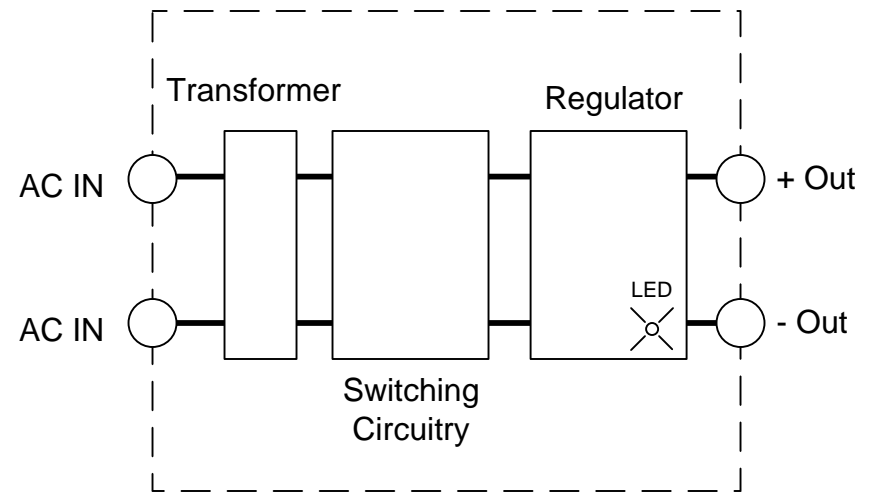 Transformer
Regulator
AC IN
+ Out
LED
AC IN
- Out
Switching
Circuitry